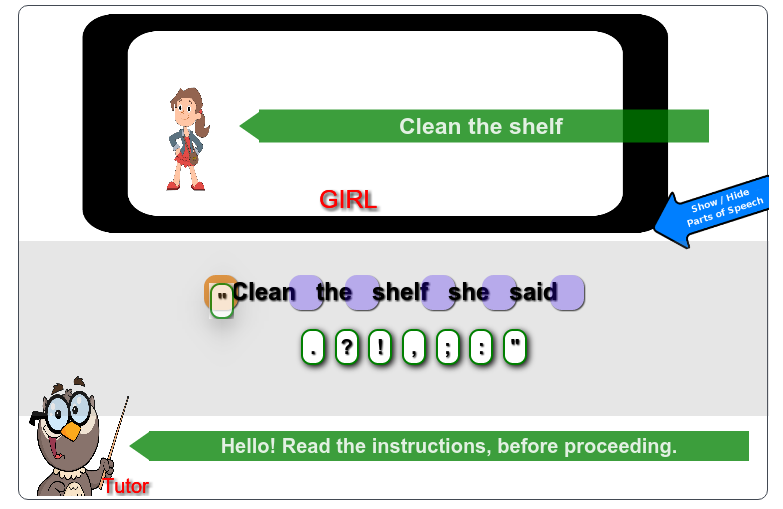 Clean the shelf
GIRL
Show / Hide
Parts of Speech
" Clean the shelf she said
. ? ! , ; : "
Hello! Read the instructions, before proceeding.
Tutor